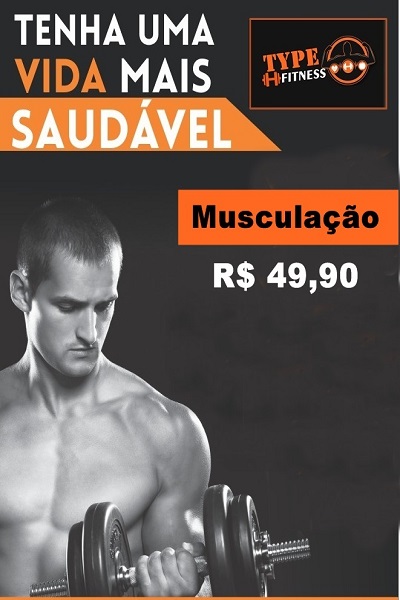 TENHA UMA
VIDA MAIS
SAUDÁVEL
TYPE
FITNESS
Musculação
R$ 49,90